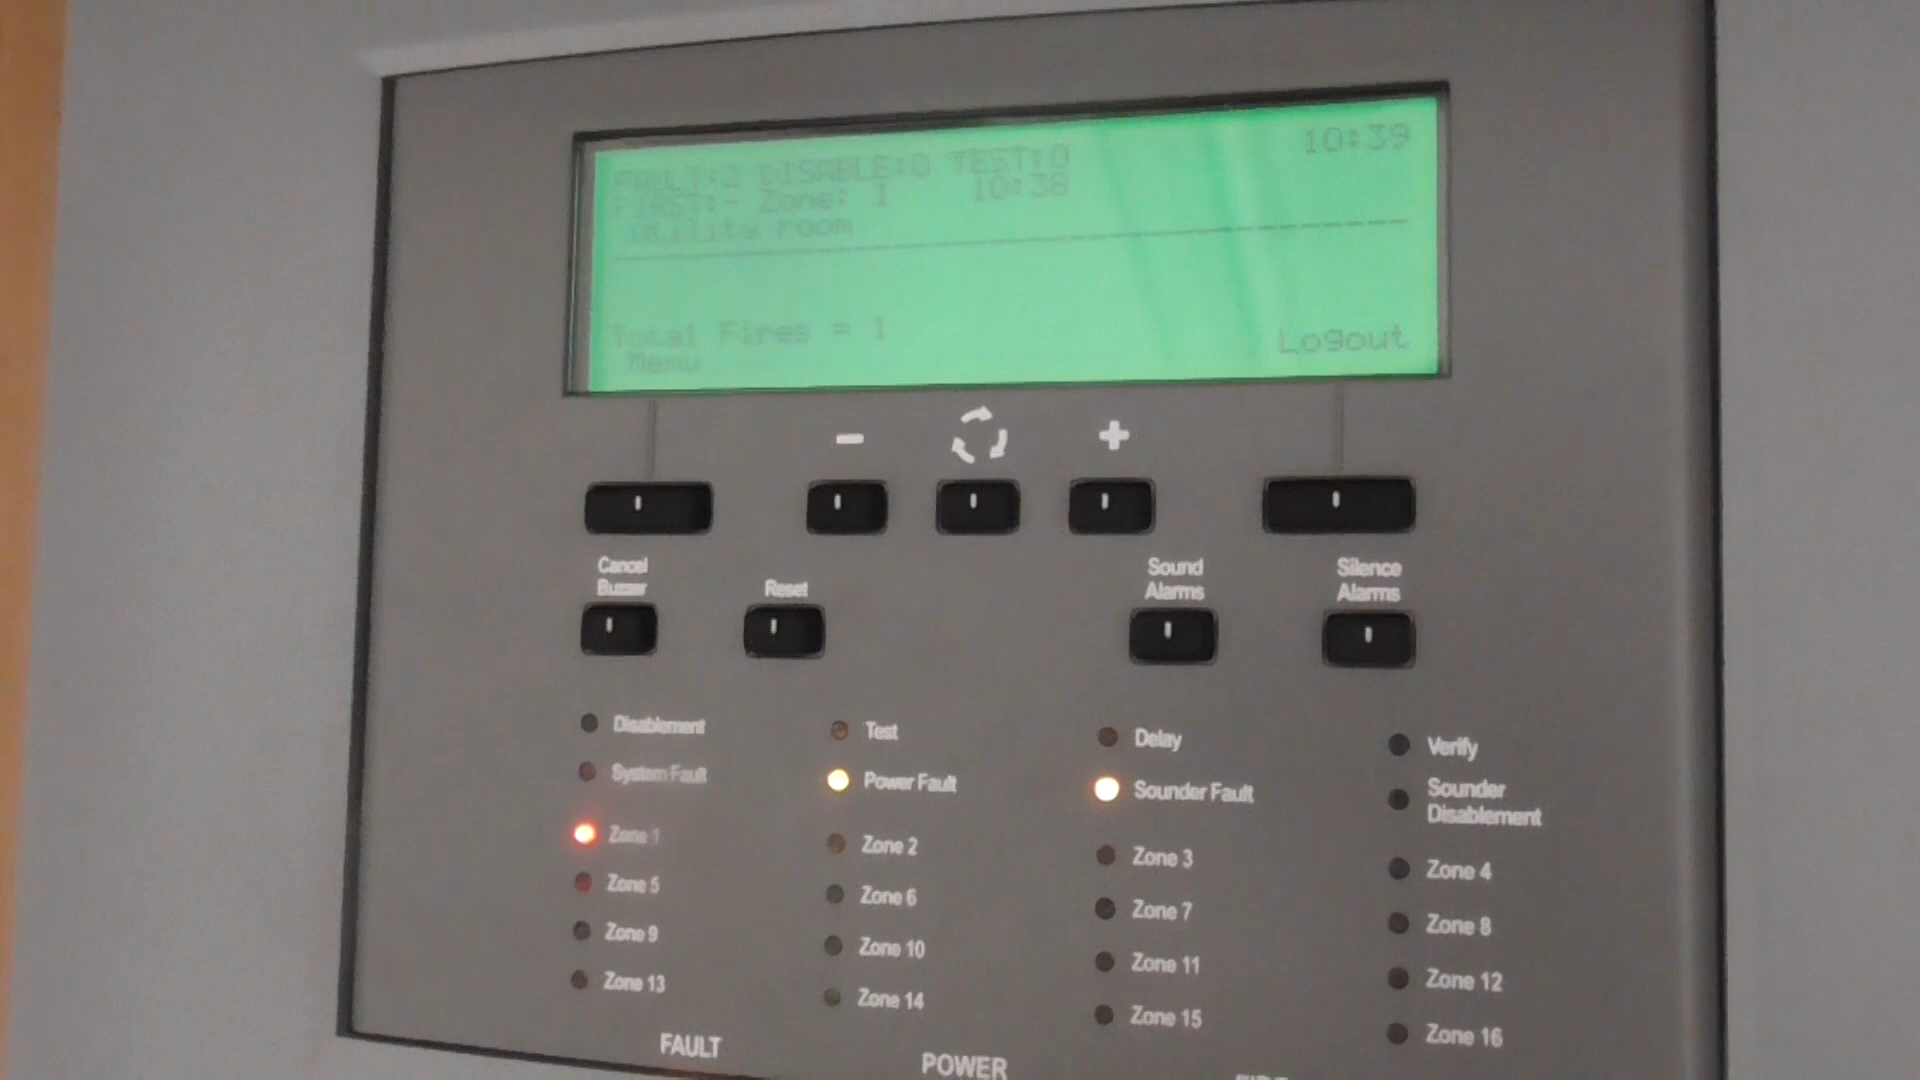 10:39
FAULT:2 DISABLE:0 TEST:0
FIRST:- Zone: 1 10:38
Utility room
Total Fires = 1
Menu
Logout
Cancel
Buzzer
Reset
Sound
Alarms
Silence
Alarms
Disablement
Test
Delay
Verify
System Fault
Power Fault
Sounder Fault
Sounder
Disablement
Zone 1
Zone 2
Zone 3
Zone 4
Zone 5
Zone 6
Zone 7
Zone 8
Zone 9
Zone 10
Zone 11
Zone 12
Zone 13
Zone 14
Zone 15
Zone 16
FAULT
POWER